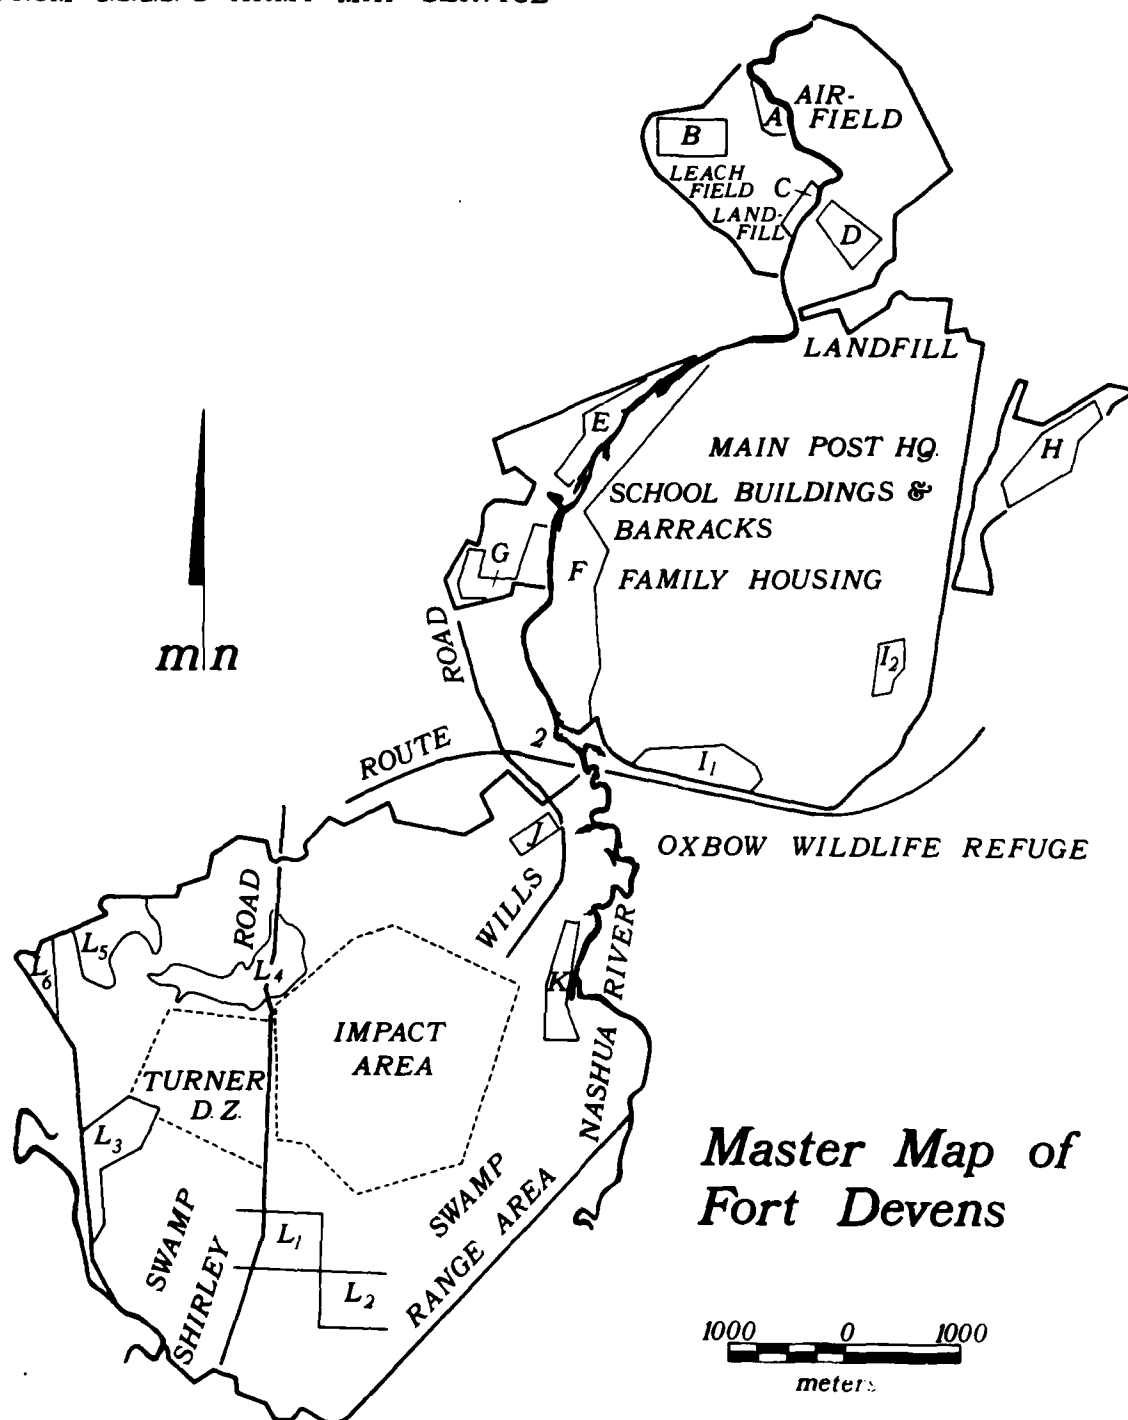 AIR-
FIELD
A
B
LEACH
FIELD
C
LAND-
FILL
D
LANDFILL
E
MAIN POST HQ.
H
SCHOOL BUILDINGS &
BARRACKS
G
F
FAMILY HOUSING
ROAD
mn
I2
2
ROUTE
I1
J
OXBOW WILDLIFE REFUGE
ROAD
WILLS
L5
L6
L4
K
RIVER
IMPACT
AREA
NASHUA
TURNER
D.Z.
L3
Master Map of
Fort Devens
SWAMP
SWAMP
RANGE AREA
L1
SHIRLEY
L2
1000 0 1000
meters